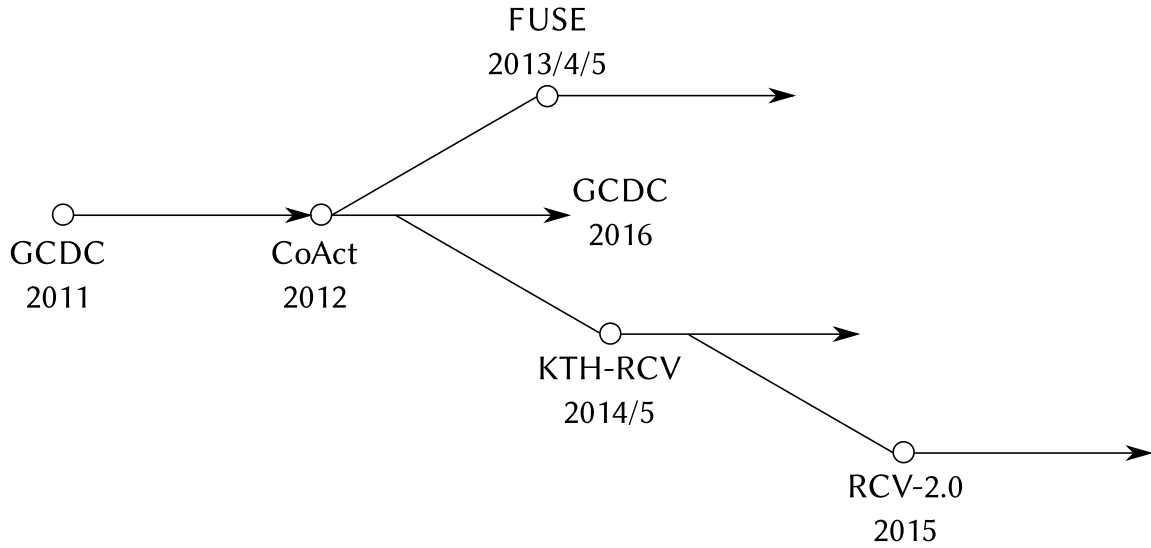 FUSE
2013/4/5
GCDC
2016
GCDC
2011
CoAct
2012
KTH-RCV
2014/5
RCV-2.0
2015